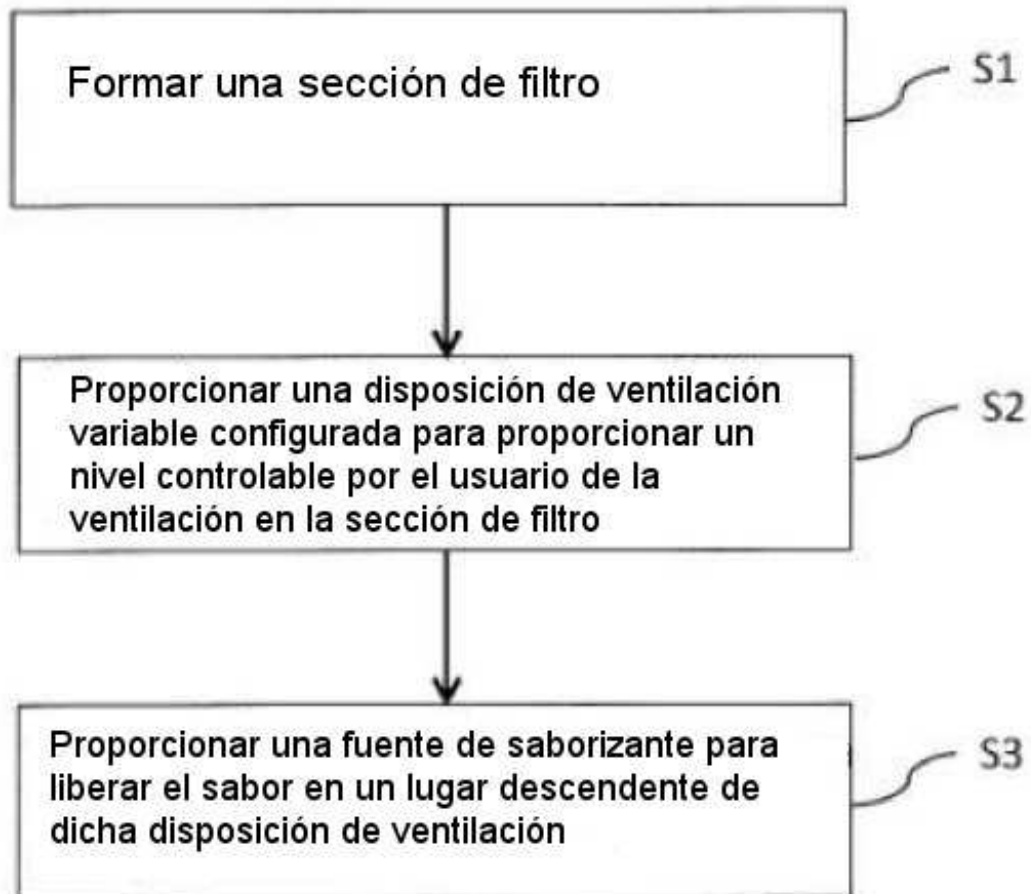 Formar una sección de filtro
S1
Proporcionar una disposición de ventilación
variable configurada para proporcionar un
nivel controlable por el usuario de la
ventilación en la sección de filtro
S2
Proporcionar una fuente de saborizante para
liberar el sabor en un lugar descendente de
dicha disposición de ventilación
S3